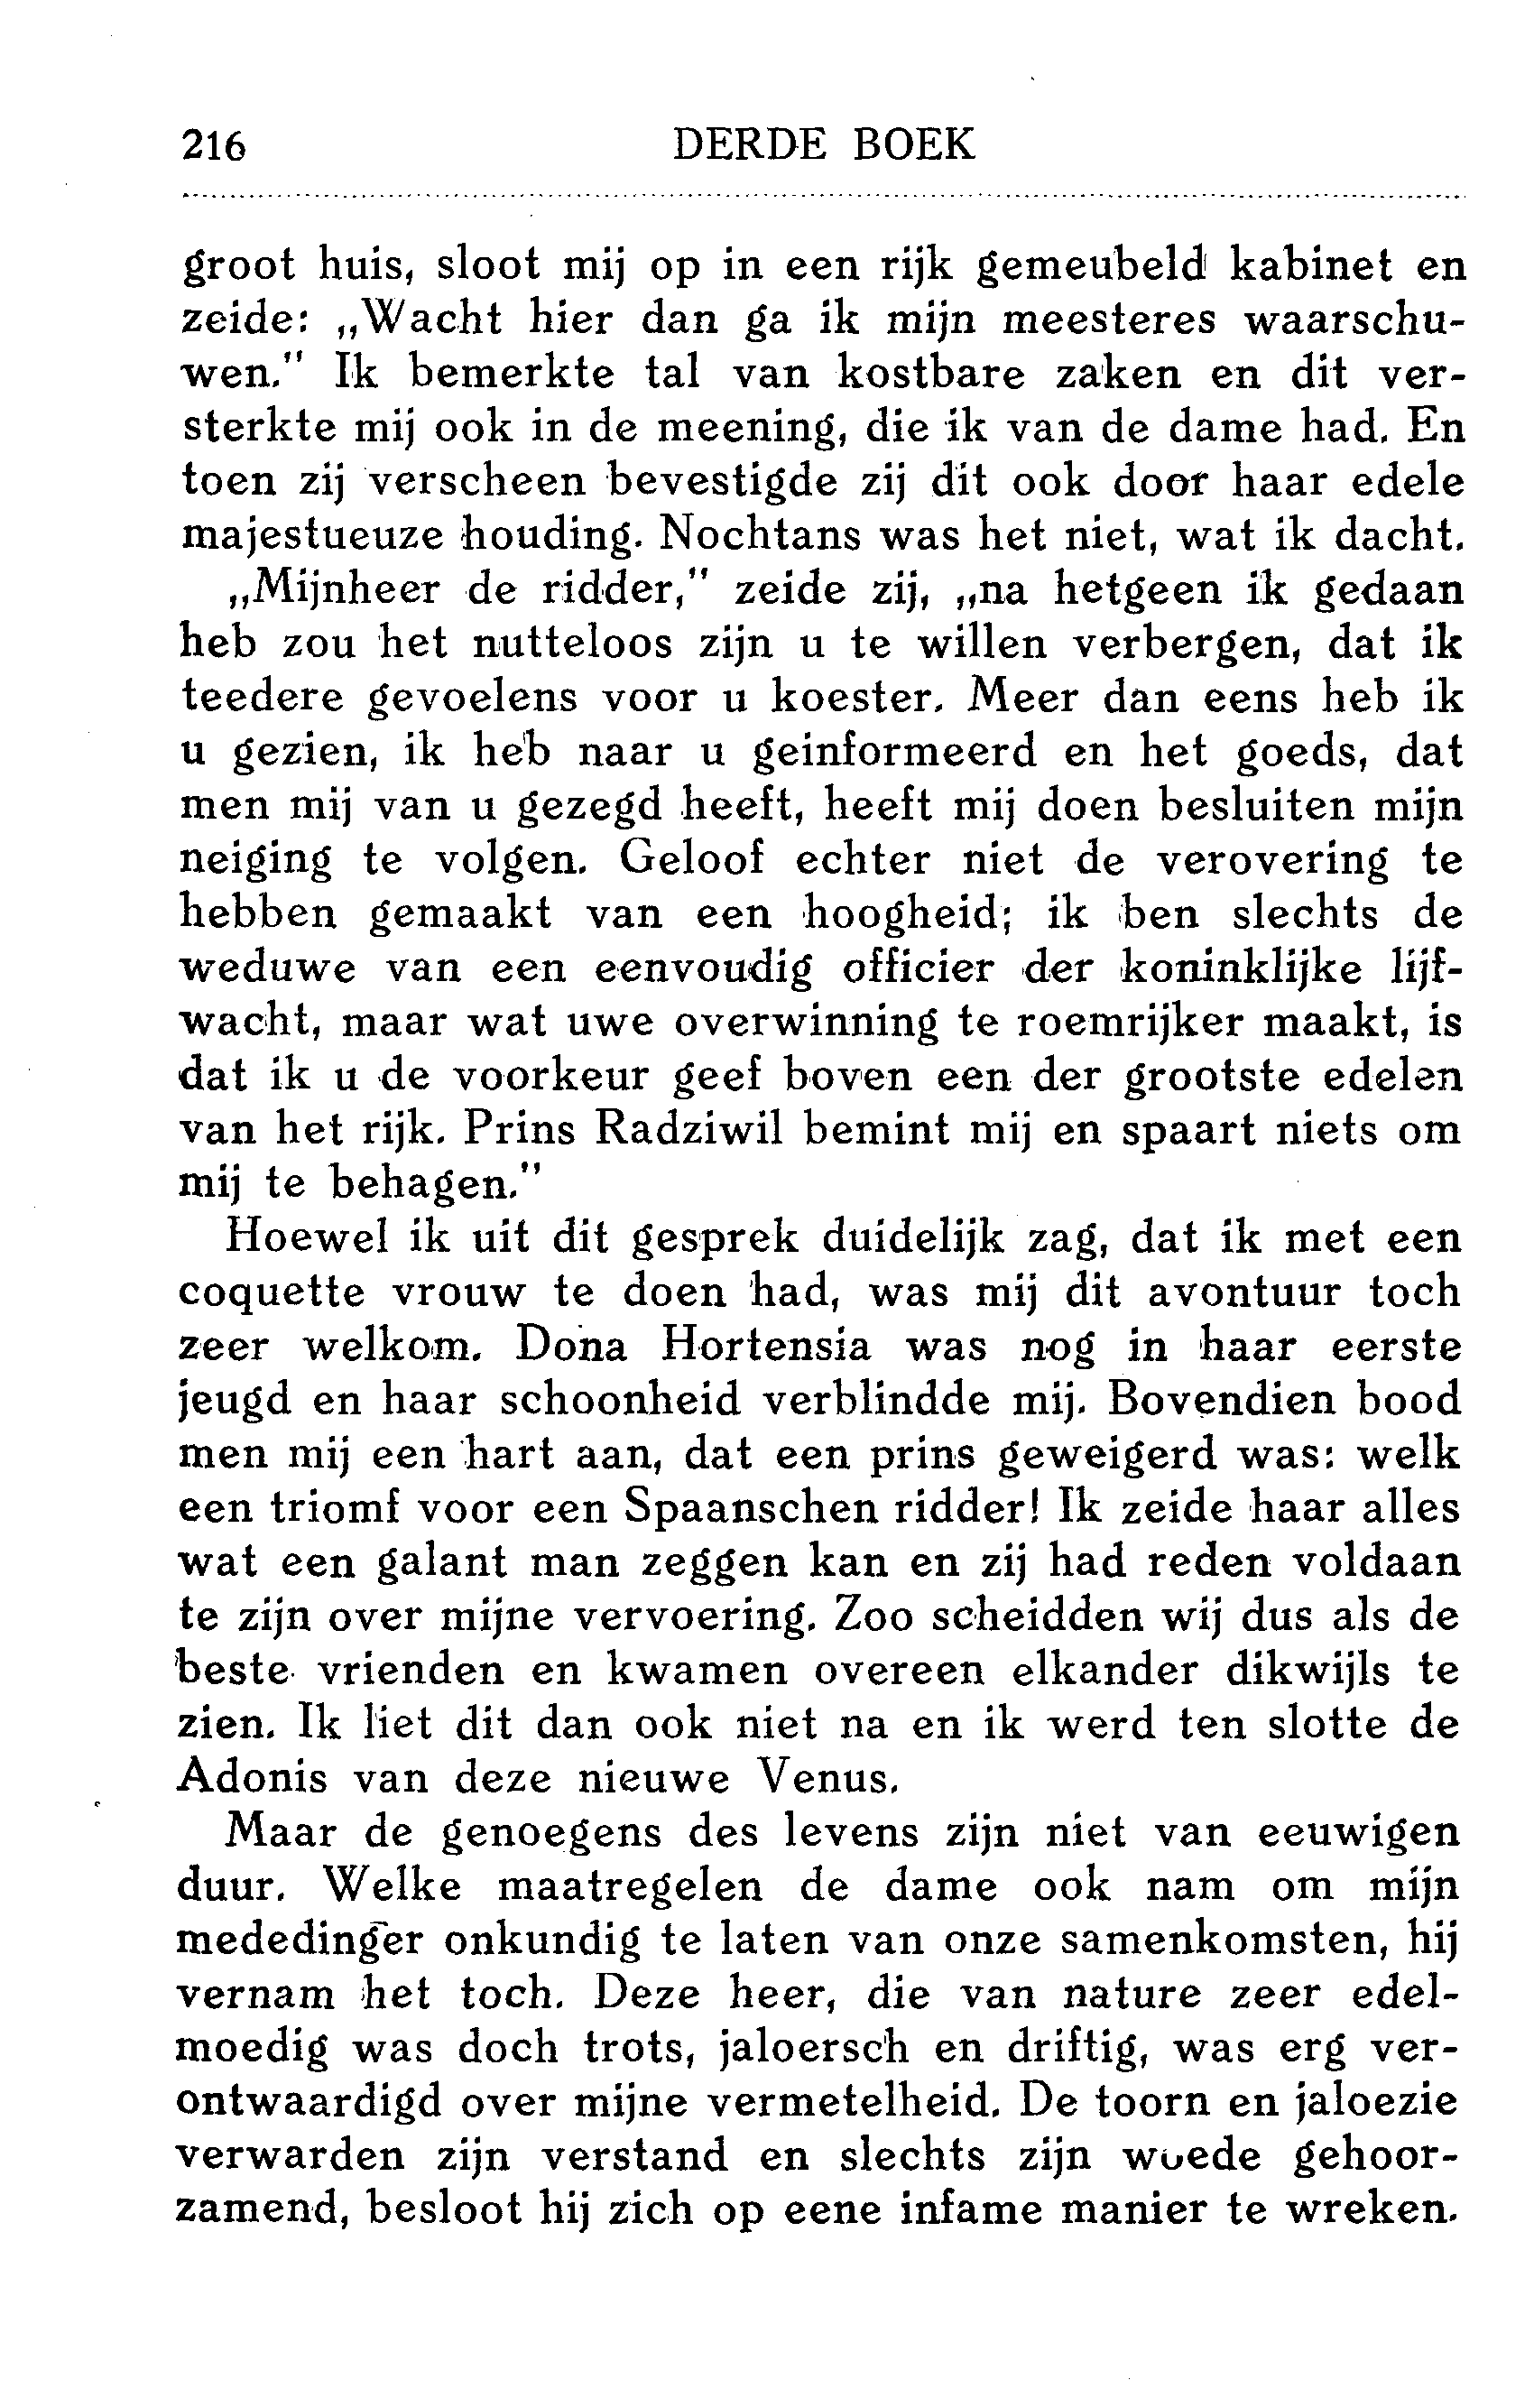 216 DERDE BOEK
groot huis, sloot mij op in een rijk gemeubeld kabinet en
zeide: „Wacht hier dan ga ik mijn meesteres waarschu-
wen." Ik bemerkte tal van kostbare zaken en dit ver-
sterkte mij ook in de meening, die ik van de dame had. En
toen zij verscheen bevestigde zij dit ook door haar edele
majestueuze houding. Nochtans was het niet, wat ik dacht.
„Mijnheer de ridder," zeide zij, „na hetgeen ik gedaan
heb zou het nutteloos zijn u te willen verbergen, dat ik
teedere gevoelens voor u koester. Meer dan eens heb ik
u gezien, ik heb naar u geinformeerd en het goeds, dat
men mij van u gezegd heeft, heeft mij doen besluiten mijn
neiging te volgen. Geloof echter niet de verovering te
hebben gemaakt van een hoogheid; ik ben slechts de
weduwe van een eenvoudig officier der koninklijke lijf-
wacht, maar wat uwe overwinning te roemrijker maakt, is
dat ik u de voorkeur geef boven een der grootste edelen
van het rijk. Prins Radziwil bemint mij en spaart niets om
mij te behagen."
Hoewel ik uit dit gesprek duidelijk zag, dat ik met een
coquette vrouw te doen had, was mij dit avontuur toch
zeer welkom. Dona Hortensia was nog in haar eerste
jeugd en haar schoonheid verblindde mij. Bovendien bood
men mij een hart aan, dat een prins geweigerd was: welk
een triomf voor een Spaanschen ridder! Ik zeide haar alles
wat een galant man zeggen kan en zij had reden voldaan
te zijn over mijne vervoering. Zoo scheidden wij dus als de
beste vrienden en kwamen overeen elkander dikwijls te
zien. Ik liet dit dan ook niet na en ik werd ten slotte de
Adonis van deze nieuwe Venus.
Maar de genoegens des levens zijn niet van eeuwigen
duur. Welke maatregelen de dame ook nam om mijn
mededinger onkundig te laten van onze samenkomsten, hij
vernam het toch. Deze heer, die van nature zeer edel-
moedig was doch trots, jaloersch en driftig, was erg ver-
ontwaardigd over mijne vermetelheid. De toorn en jaloezie
verwarden zijn verstand en slechts zijn woede gehoor-
zamend, besloot hij zich op eene infame manier te wreken.